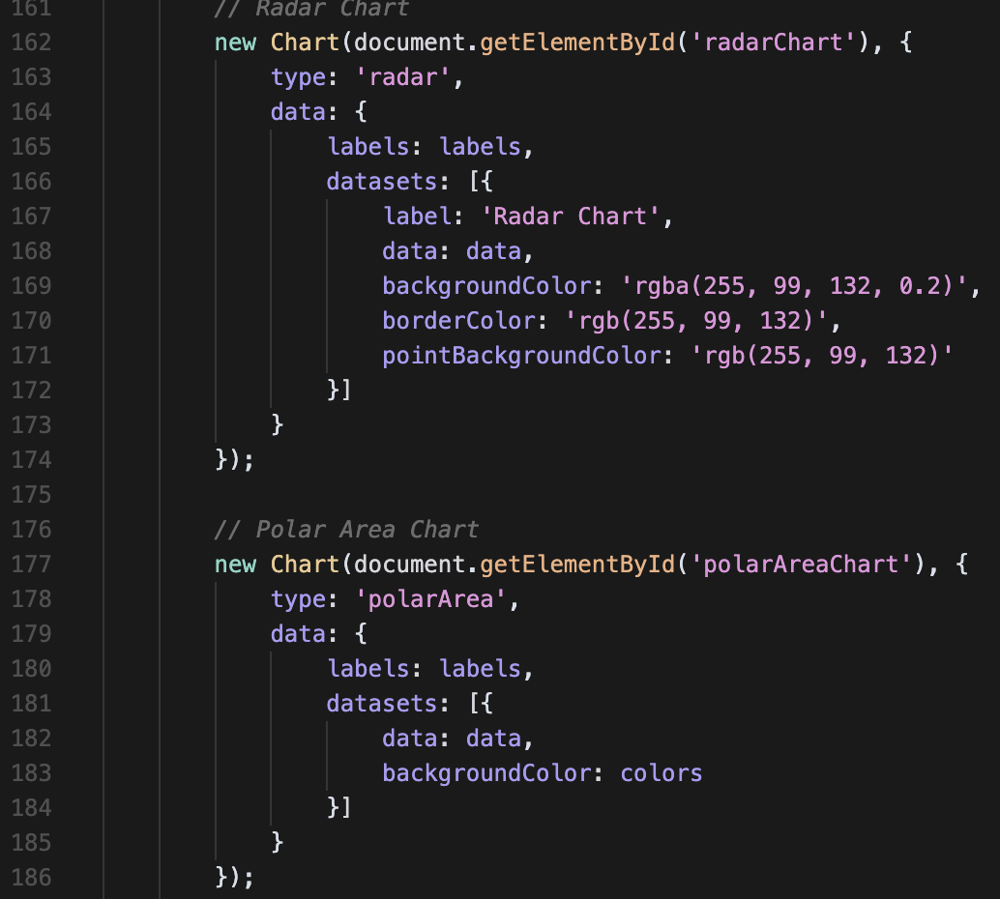 161 // Radar Chart
162 new Chart(document.getElementById('radarChart'), {
163 type: 'radar',
164 data: {
165 labels: labels,
166 datasets: [{
167 label: 'Radar Chart',
168 data: data,
169 backgroundColor: 'rgba(255, 99, 132, 0.2)',
170 borderColor: 'rgb(255, 99, 132)',
171 pointBackgroundColor: 'rgb(255, 99, 132)'
172 }]
173 }
174 });
175
176 // Polar Area Chart
177 new Chart(document.getElementById('polarAreaChart'), {
178 type: 'polarArea',
179 data: {
180 labels: labels,
181 datasets: [{
182 data: data,
183 backgroundColor: colors
184 }]
185 }
186 });